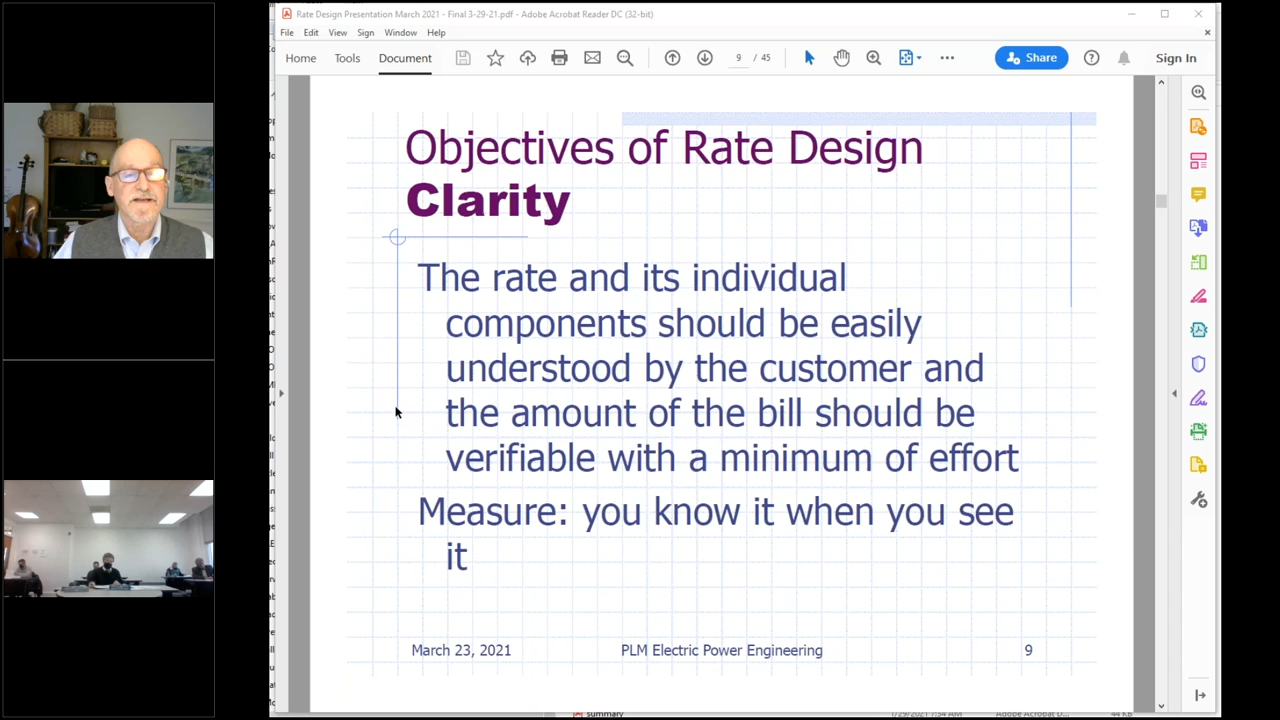 Rate Design Presentation March 2021 - Final 3-29-21.pdf - Adobe Acrobat Reader DC (32-bit)
File Edit View Sign Window Help
Home Tools Document 9 / 45 Share Sign In
Objectives of Rate Design
Clarity
The rate and its individual
components should be easily
understood by the customer and
the amount of the bill should be
verifiable with a minimum of effort
Measure: you know it when you see
it
March 23, 2021 PLM Electric Power Engineering 9
summary